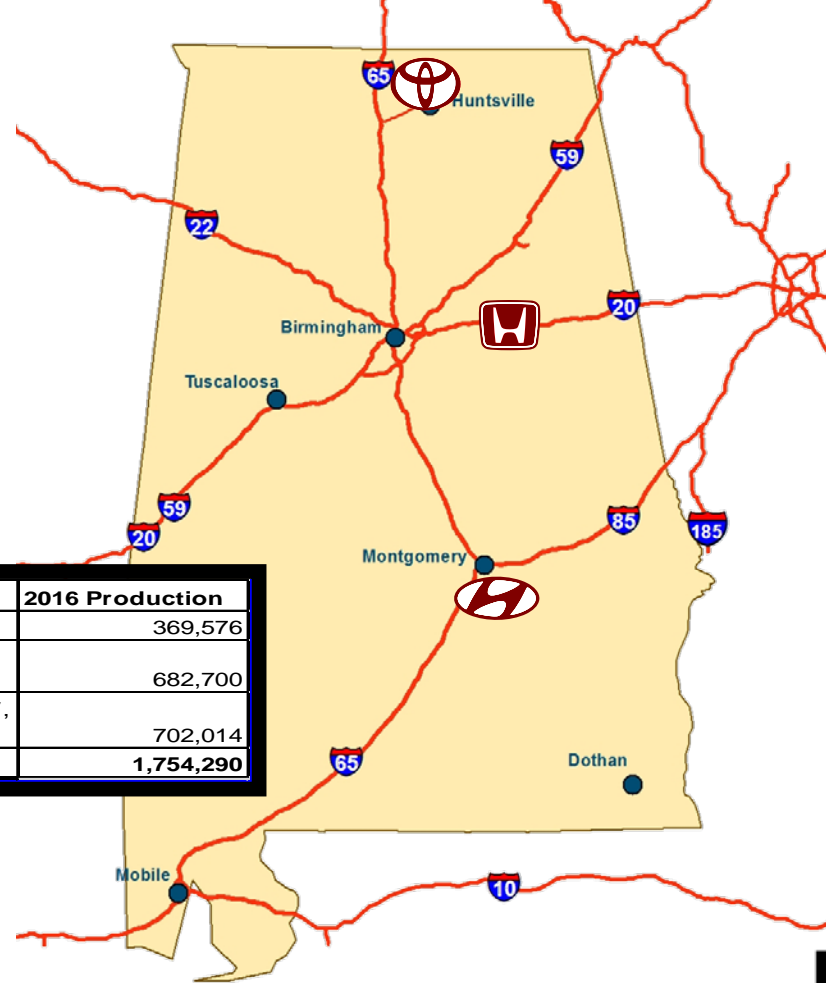 65
Huntsville
59
22
20
Birmingham
Tuscaloosa
59
20
85
185
Montgomery
2016 Production
369,576
682,700
,
702,014
1,754,290
65
Dothan
Mobile
10